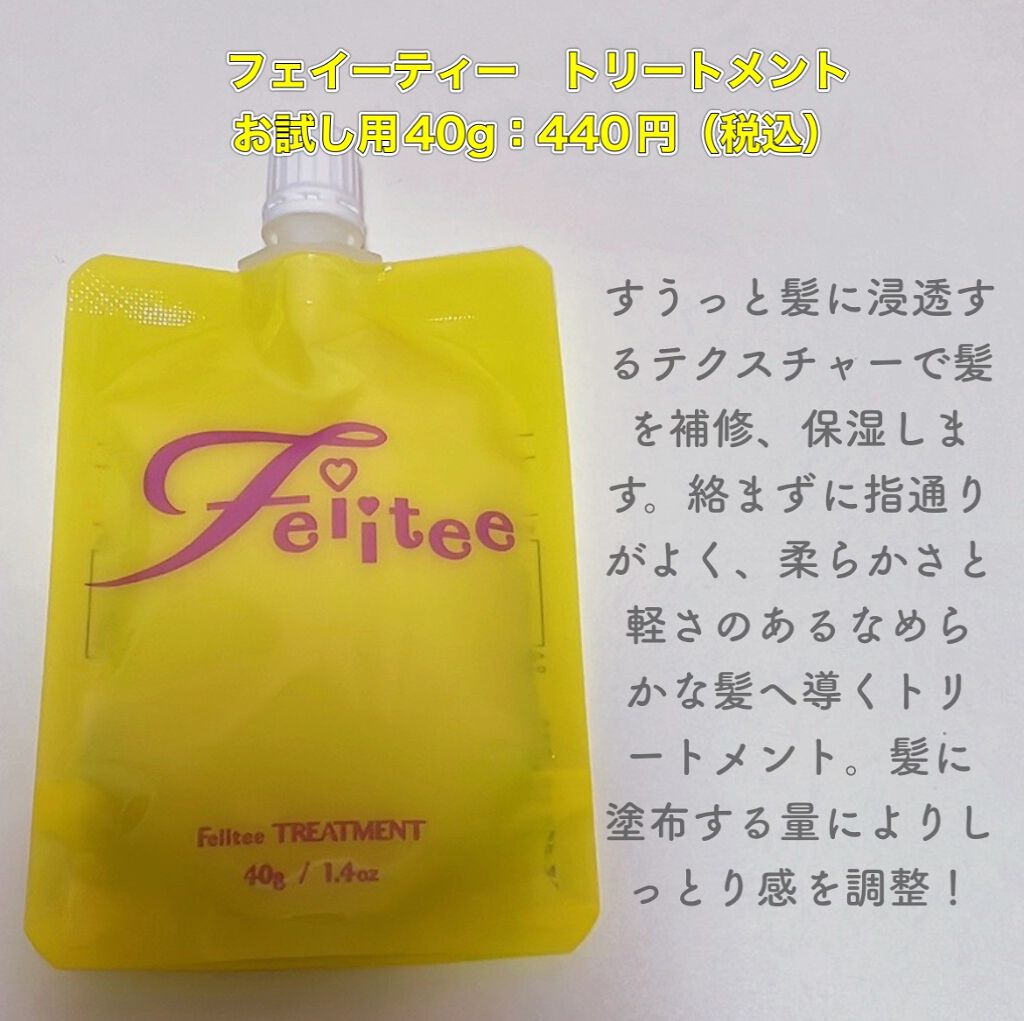 フェイーティー　トリートメント
お試し用40g：440円（税込）
すうっと髪に浸透す
るテクスチャーで髪
を補修、保湿しま
す。絡まずに指通り
がよく、柔らかさと
軽さのあるなめら
かな髪へ導くトリ
ートメント。髪に
塗布する量によりし
っとり感を調整！
Feiitee
Feiitee TREATMENT
40g / 1.4oz